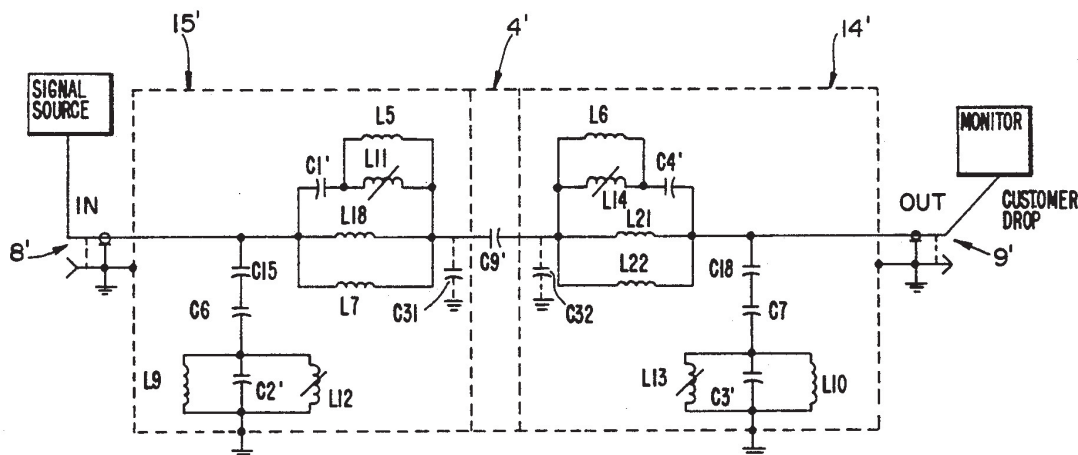 15'
4'
14'
SIGNAL
SOURCE
L5
L6
MONITOR
C1'
L11
L14
C4'
IN
L18
L21
OUT
CUSTOMER
DROP
8'
C15
C9'
L22
C18
9'
C6
L7
C31
C32
C7
L9
C2'
L12
L13
C3'
L10